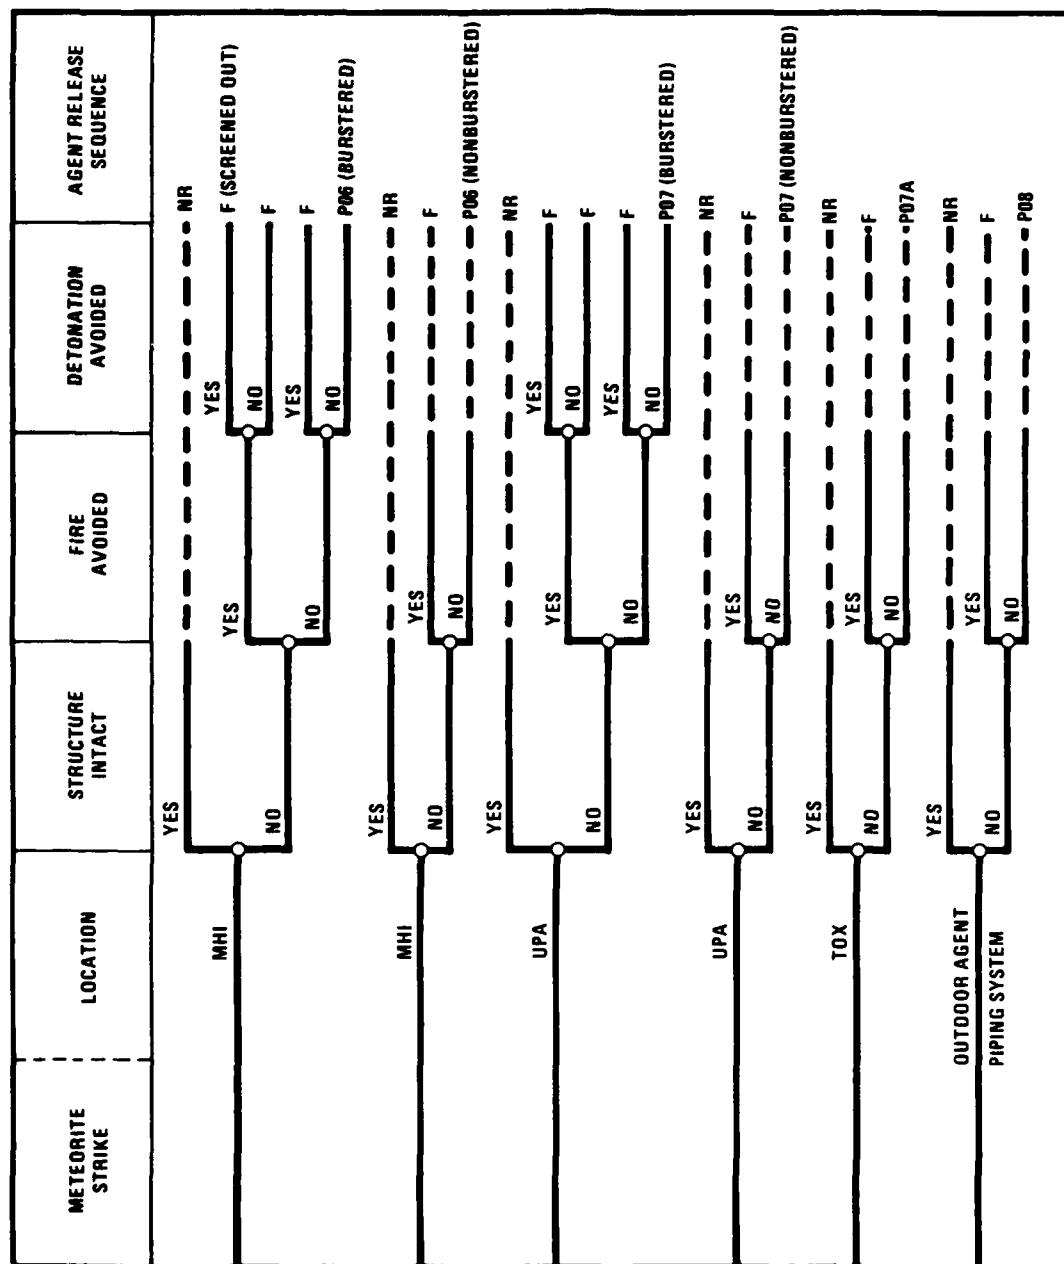 METEORITE
STRIKE
LOCATION
STRUCTURE
INTACT
FIRE
AVOIDED
DETONATION
AVOIDED
AGENT RELEASE
SEQUENCE
MHI
YES
NO
YES
NO
YES
NO
YES
NO
NR
F (SCREENED OUT)
F
F
P06 (BURSTERED)
MHI
YES
NO
YES
NO
NR
F
P06 (NONBURSTERED)
UPA
YES
NO
YES
NO
YES
NO
YES
NO
NR
F
F
F
P07 (BURSTERED)
UPA
YES
NO
YES
NO
NR
F
P07 (NONBURSTERED)
TOX
YES
NO
YES
NO
NR
F
P07A
OUTDOOR AGENT
PIPING SYSTEM
YES
NO
YES
NO
NR
F
P08